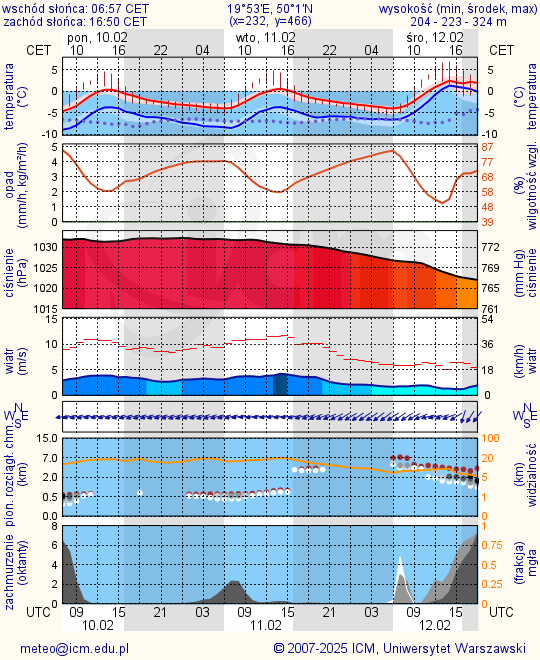 wschód słońca: 06:57 CET 19°53'E, 50°1'N wysokość (min, środek, max)
zachód słońca: 16:50 CET (x=232, y=466) 204 - 223 - 324 m
pon, 10.02 wto, 11.02 śro, 12.02
CET 10 16 22 04 10 16 22 04 10 16 CET
temperatura (°C) 5 0 -5 -10 5 0 -5 -10 (°C) temperatura
opad (mm/h, kg/m²/h) 5 4 3 2 1 0 87 77 68 58 48 39 (%) wilgotność wzgl.
ciśnienie (hPa) 1030 1025 1020 1015 772 769 765 761 (mm Hg) ciśnienie
wiatr (m/s) 15 10 5 0 54 36 18 0 (km/h) wiatr
N W E S N W E S
pion. rozciągł. chm. (km) 15.0 7.0 2.0 0.5 0.0 100 20 5 1 0 (km) widzialność
zachmurzenie (oktanty) 8 6 4 2 0 1 0.75 0.5 0.25 0 (frakcja) mgła
UTC 09 15 21 03 09 15 21 03 09 15 UTC
10.02 11.02 12.02
meteo@icm.edu.pl © 2007-2025 ICM, Uniwersytet Warszawski